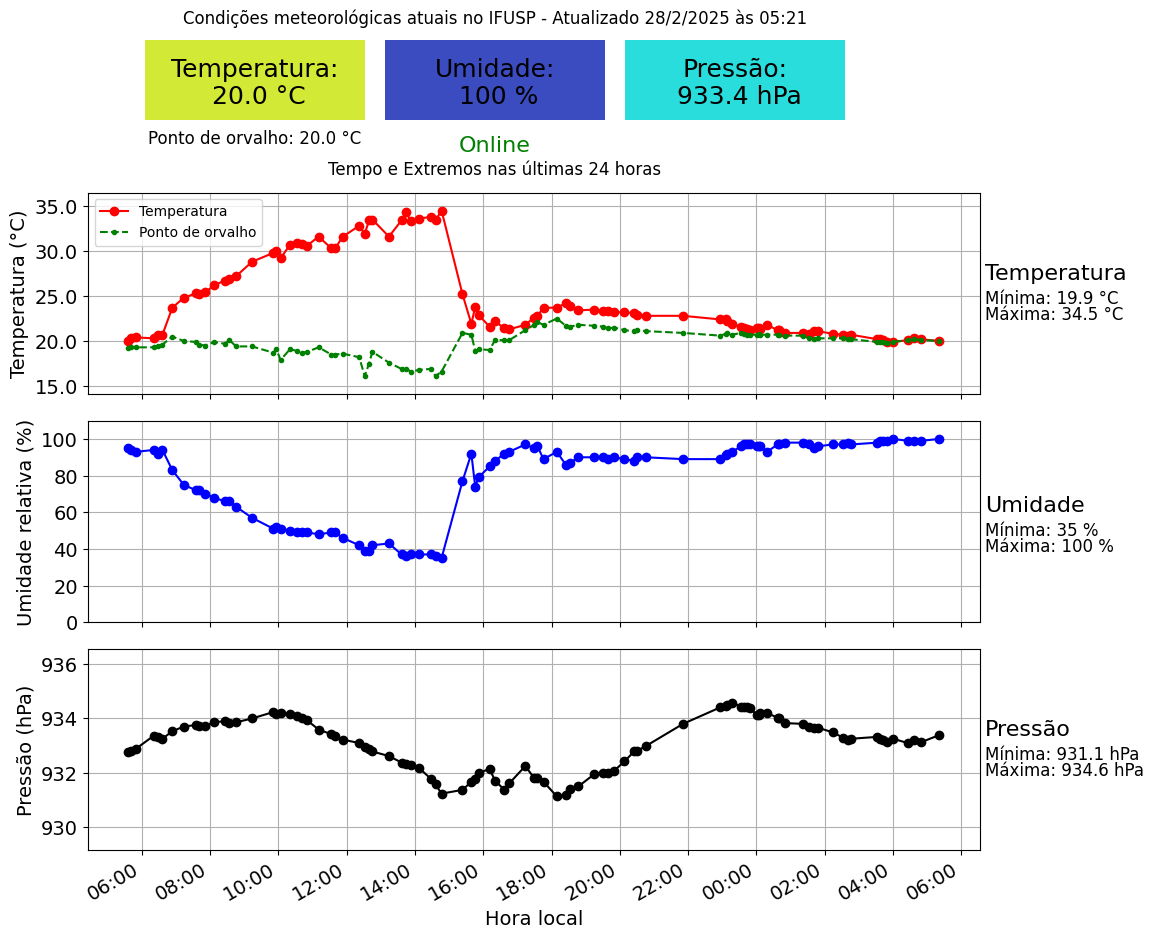 Condições meteorológicas atuais no IFUSP - Atualizado 28/2/2025 às 05:21
Temperatura:
20.0 °C
Umidade:
100 %
Pressão:
933.4 hPa
Ponto de orvalho: 20.0 °C
Online
Tempo e Extremos nas últimas 24 horas
Temperatura (°C)
35.0
30.0
25.0
20.0
15.0
Temperatura
Ponto de orvalho
Temperatura
Mínima: 19.9 °C
Máxima: 34.5 °C
Umidade relativa (%)
100
80
60
40
20
0
Umidade
Mínima: 35 %
Máxima: 100 %
Pressão (hPa)
936
934
932
930
Pressão
Mínima: 931.1 hPa
Máxima: 934.6 hPa
06:00
08:00
10:00
12:00
14:00
16:00
18:00
20:00
22:00
00:00
02:00
04:00
06:00
Hora local